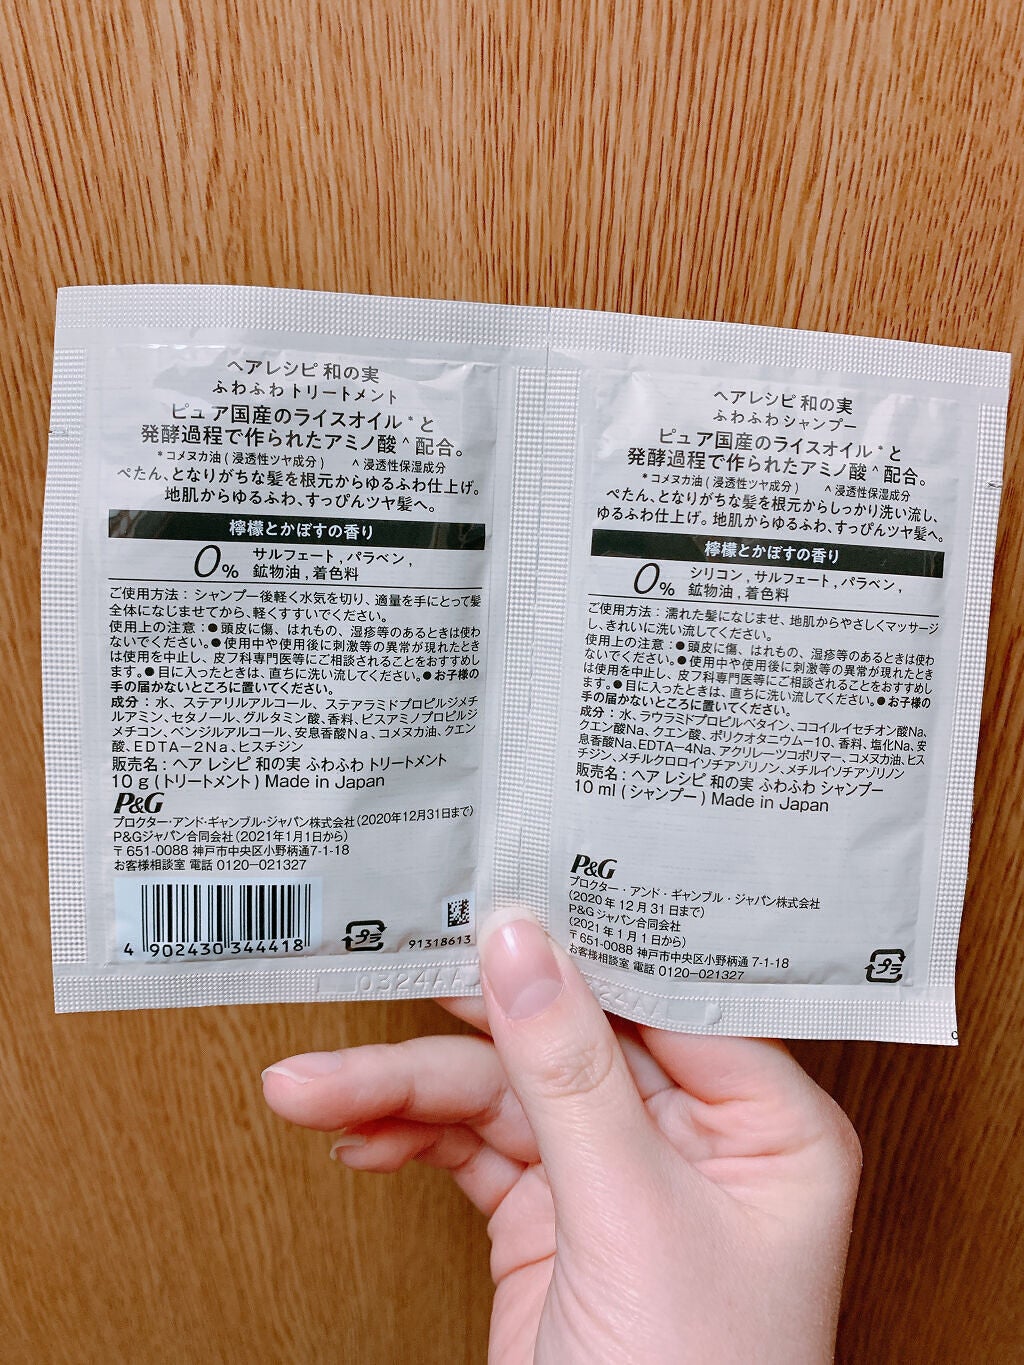 ヘアレシピ 和の実
ふわふわ トリートメント
ピュア国産のライスオイル*と
発酵過程で作られたアミノ酸^配合。
*コメヌカ油(浸透性ツヤ成分) ^浸透性保湿成分
ぺたん、となりがちな髪を根元からゆるふわ仕上げ。
地肌からゆるふわ、すっぴんツヤ髪へ。
檸檬とかぼすの香り
0% サルフェート, パラベン,
鉱物油, 着色料
ご使用方法:シャンプー後軽く水気を切り、適量を手にとって髪
全体になじませてから、軽くすすいでください。
使用上の注意:●頭皮に傷、はれもの、湿疹等のあるときは使わ
ないでください。●使用中や使用後に刺激等の異常が現れたとき
は使用を中止し、皮フ科専門医等にご相談されることをおすすめし
ます。●目に入ったときは、直ちに洗い流してください。●お子様の
手の届かないところに置いてください。
成分:水、ステアリルアルコール、ステアラミドプロピルジメチ
ルアミン、セタノール、グルタミン酸、香料、ビスアミノプロピルジ
メチコン、ベンジルアルコール、安息香酸Na、コメヌカ油、クエン
酸、EDTA-2Na、ヒスチジン
販売名:ヘア レシピ 和の実 ふわふわ トリートメント
10 g (トリートメント) Made in Japan
P&G
プロクター・アンド・ギャンブル・ジャパン株式会社(2020年12月31日まで)
P&Gジャパン合同会社(2021年1月1日から)
〒651-0088 神戸市中央区小野柄通7-1-18
お客様相談室 電話 0120-021327
4 902430 344418
プラ
91318613
0324AA
ヘアレシピ 和の実
ふわふわ シャンプー
ピュア国産のライスオイル*と
発酵過程で作られたアミノ酸^配合。
*コメヌカ油(浸透性ツヤ成分) ^浸透性保湿成分
ぺたん、となりがちな髪を根元からしっかり洗い流し、
ゆるふわ仕上げ。地肌からゆるふわ、すっぴんツヤ髪へ。
檸檬とかぼすの香り
0% シリコン, サルフェート, パラベン,
鉱物油, 着色料
ご使用方法:濡れた髪になじませ、地肌からやさしくマッサージ
し、きれいに洗い流してください。
使用上の注意:●頭皮に傷、はれもの、湿疹等のあるときは使わ
ないでください。●使用中や使用後に刺激等の異常が現れたとき
は使用を中止し、皮フ科専門医等にご相談されることをおすすめし
ます。●目に入ったときは、直ちに洗い流してください。●お子様の
手の届かないところに置いてください。
成分:水、ラウラミドプロピルベタイン、ココイルイセチオン酸Na、
クエン酸Na、クエン酸、ポリクオタニウム-10、香料、塩化Na、安
息香酸Na、EDTA-4Na、アクリレーツコポリマー、コメヌカ油、ヒス
チジン、メチルクロロイソチアゾリノン、メチルイソチアゾリノン
販売名:ヘア レシピ 和の実 ふわふわ シャンプー
10 ml (シャンプー) Made in Japan
P&G
プロクター・アンド・ギャンブル・ジャパン株式会社
(2020年12月31日まで)
P&Gジャパン合同会社
(2021年1月1日から)
〒651-0088 神戸市中央区小野柄通 7-1-18
お客様相談室 電話 0120-021327
プラ